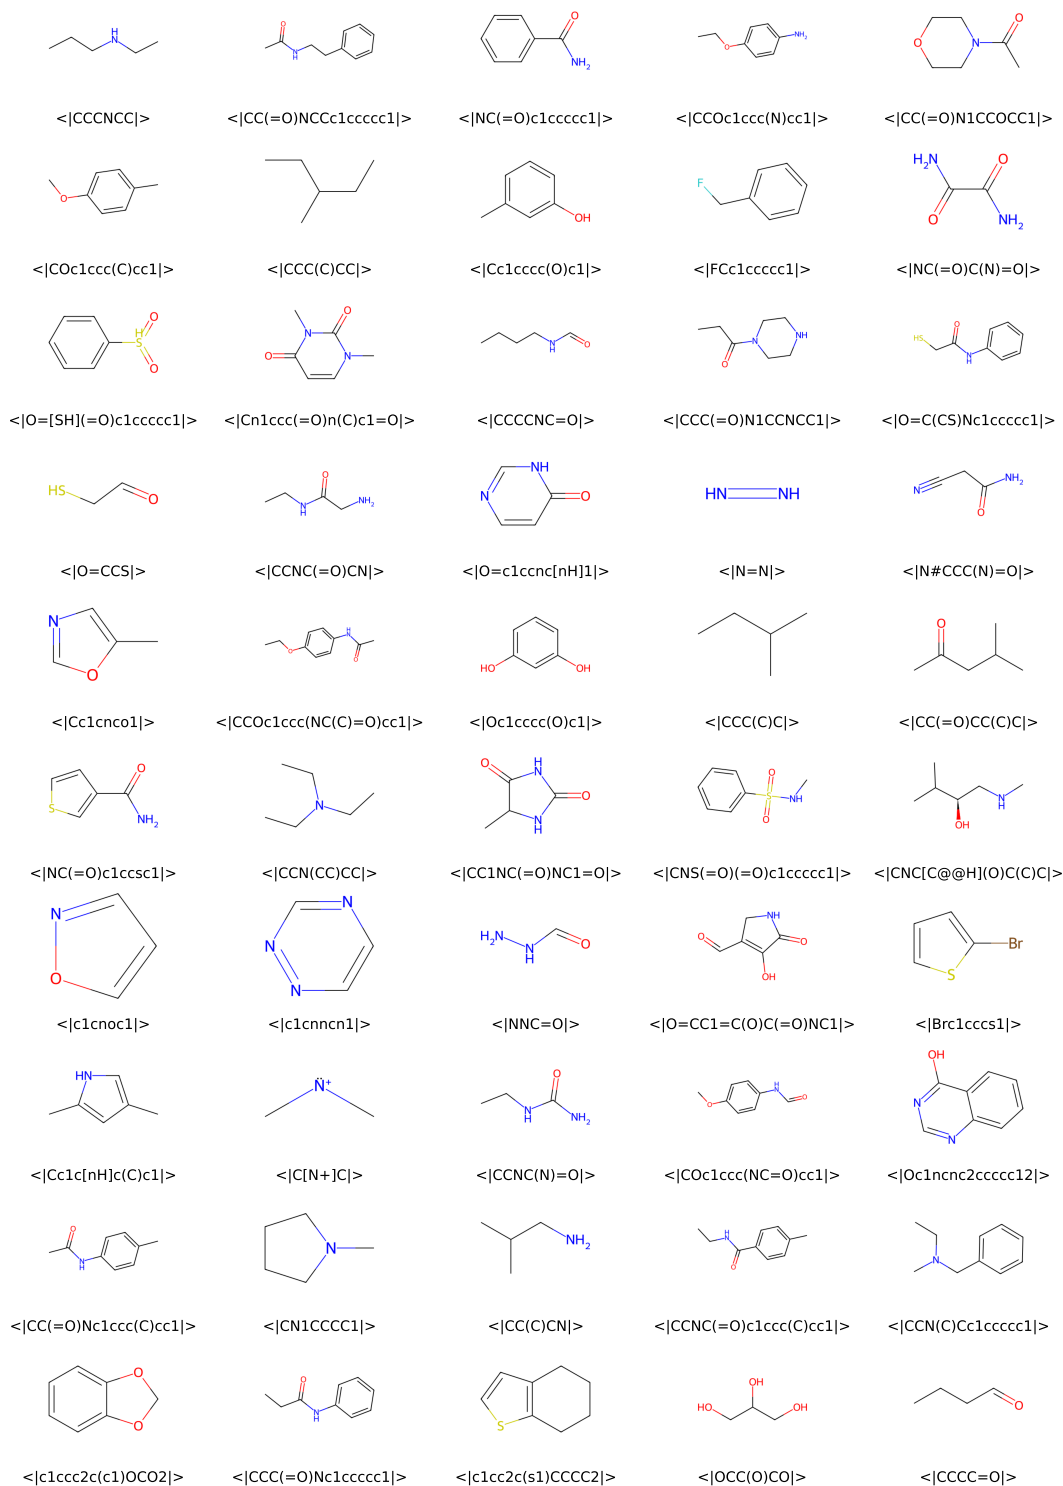 <|CCCNCC|> <|CC(=O)NCCc1ccccc1|> <|NC(=O)c1ccccc1|> <|CCOc1ccc(N)cc1|> <|CC(=O)N1CCOCC1|>
<|COc1ccc(C)cc1|> <|CCC(C)CC|> <|Cc1cccc(O)c1|> <|FCc1ccccc1|> <|NC(=O)C(N)=O|>
<|O=[SH](=O)c1ccccc1|> <|Cn1ccc(=O)n(C)c1=O|> <|CCCCNC=O|> <|CCC(=O)N1CCNCC1|> <|O=C(CS)Nc1ccccc1|>
<|O=CCS|> <|CCNC(=O)CN|> <|O=c1ccnc[nH]1|> <|N=N|> <|N#CCC(N)=O|>
<|Cc1cnco1|> <|CCOc1ccc(NC(C)=O)cc1|> <|Oc1cccc(O)c1|> <|CCC(C)C|> <|CC(=O)CC(C)C|>
<|NC(=O)c1ccsc1|> <|CCN(CC)CC|> <|CC1NC(=O)NC1=O|> <|CNS(=O)(=O)c1ccccc1|> <|CNC[C@@H](O)C(C)C|>
<|c1cnoc1|> <|c1cnncn1|> <|NNC=O|> <|O=CC1=C(O)C(=O)NC1|> <|Brc1cccs1|>
<|Cc1c[nH]c(C)c1|> <|C[N+]C|> <|CCNC(N)=O|> <|COc1ccc(NC=O)cc1|> <|Oc1ncnc2ccccc12|>
<|CC(=O)Nc1ccc(C)cc1|> <|CN1CCCC1|> <|CC(C)CN|> <|CCNC(=O)c1ccc(C)cc1|> <|CCN(C)Cc1ccccc1|>
<|c1ccc2c(c1)OCO2|> <|CCC(=O)Nc1ccccc1|> <|c1cc2c(s1)CCCC2|> <|OCC(O)CO|> <|CCCC=O|>